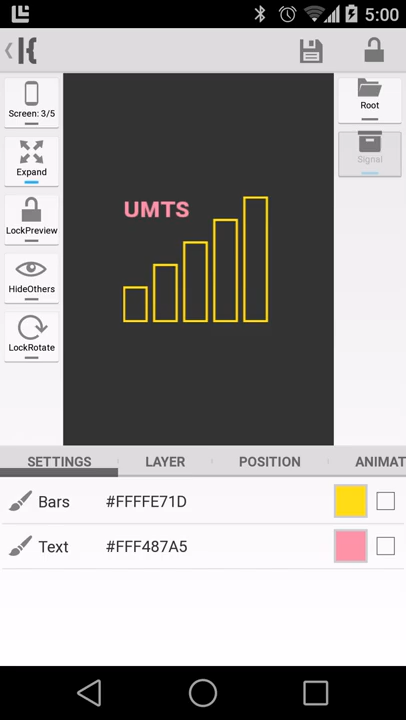 5:00
Screen: 3/5
Root
Expand
Signal
LockPreview
HideOthers
LockRotate
UMTS
SETTINGS LAYER POSITION ANIMAT
Bars #FFFFE71D
Text #FFF487A5